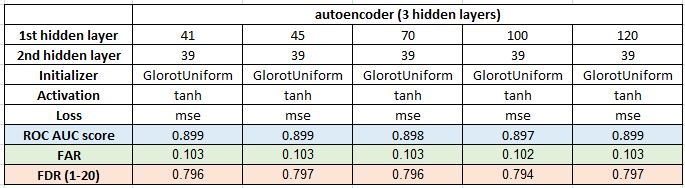 autoencoder (3 hidden layers)
1st hidden layer 41 45 70 100 120
2nd hidden layer 39 39 39 39 39
Initializer GlorotUniform GlorotUniform GlorotUniform GlorotUniform GlorotUniform
Activation tanh tanh tanh tanh tanh
Loss mse mse mse mse mse
ROC AUC score 0.899 0.899 0.898 0.897 0.899
FAR 0.103 0.103 0.103 0.102 0.103
FDR (1-20) 0.796 0.797 0.796 0.794 0.797